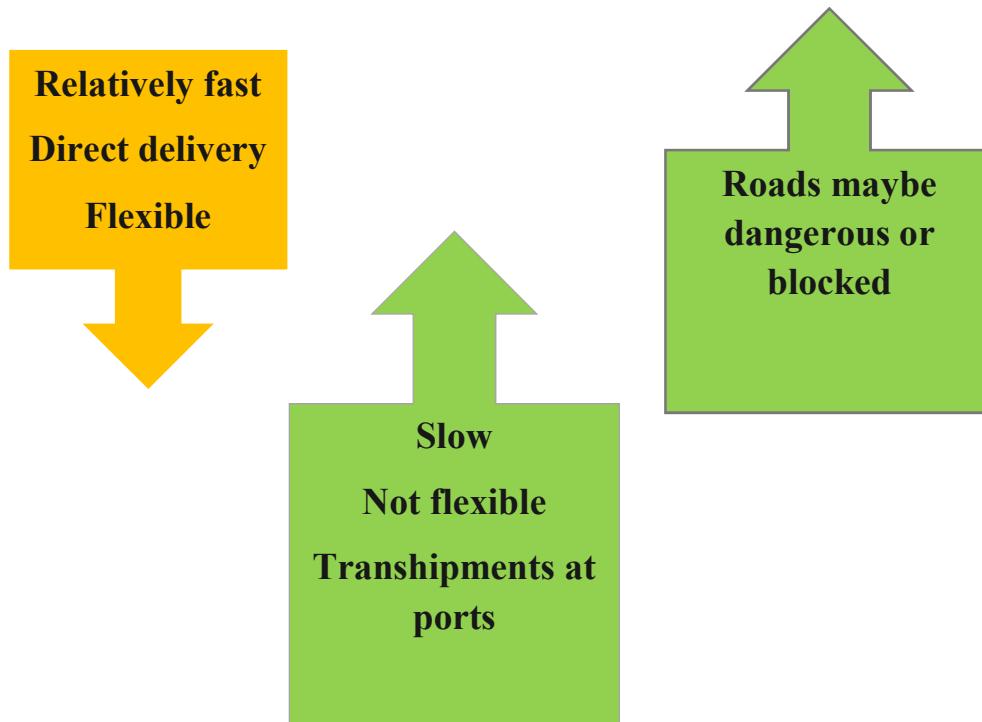 Relatively fast
Direct delivery
Flexible
Roads maybe
dangerous or
blocked
Slow
Not flexible
Transhipments at
ports